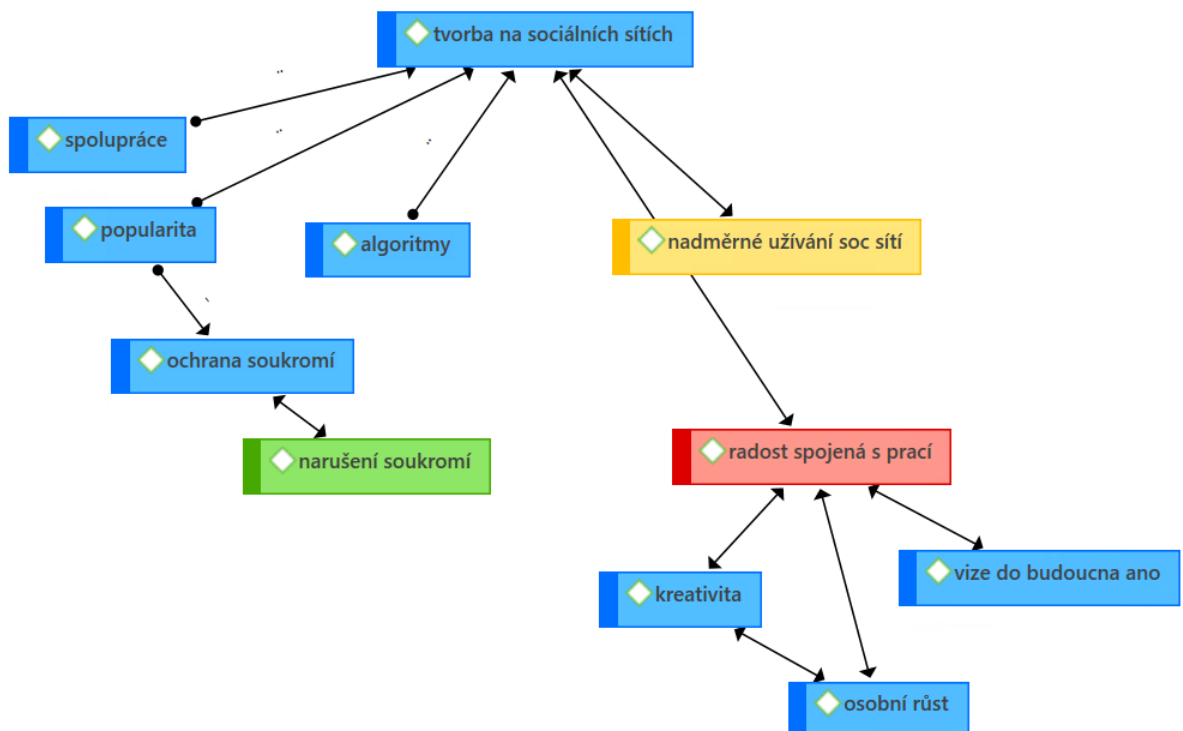 tvorba na sociálních sítích
spolupráce
popularita
algoritmy
nadměrné užívání soc sítí
ochrana soukromí
narušení soukromí
radost spojená s prací
vize do budoucna ano
kreativita
osobní růst